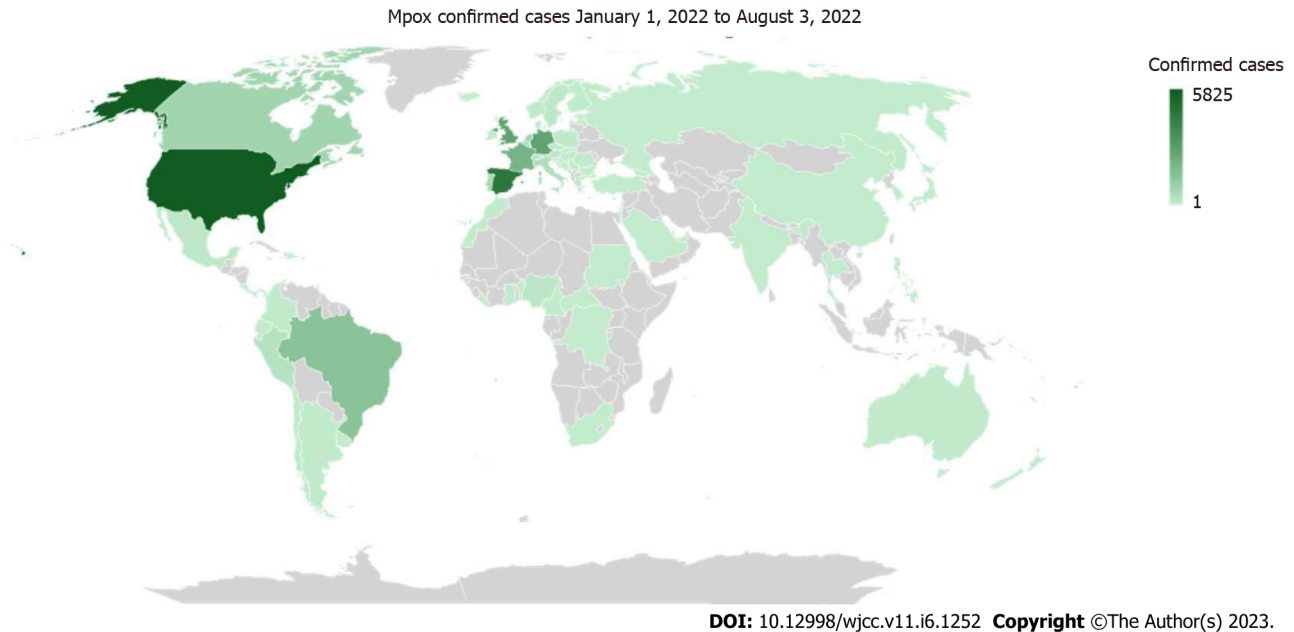 Mpox confirmed cases January 1, 2022 to August 3, 2022
Confirmed cases
5825
1
DOI: 10.12998/wjcc.v11.i6.1252 Copyright ©The Author(s) 2023.